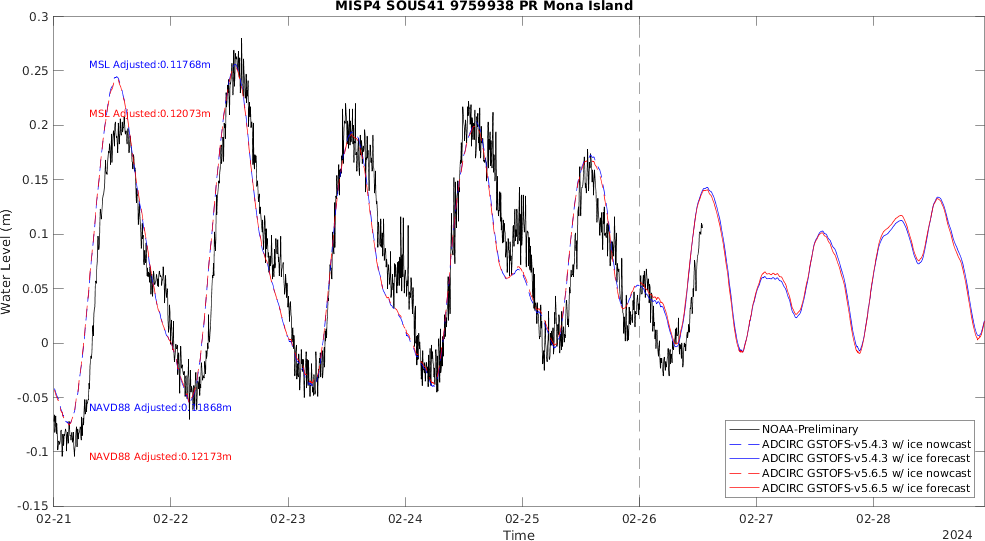 MISP4 SOUS41 9759938 PR Mona Island
0.3
0.25
0.2
0.15
0.1
0.05
0
-0.05
-0.1
-0.15
Water Level (m)
MSL Adjusted:0.11768m
MSL Adjusted:0.12073m
NAVD88 Adjusted:0.11868m
NAVD88 Adjusted:0.12173m
NOAA-Preliminary
ADCIRC GSTOFS-v5.4.3 w/ ice nowcast
ADCIRC GSTOFS-v5.4.3 w/ ice forecast
ADCIRC GSTOFS-v5.6.5 w/ ice nowcast
ADCIRC GSTOFS-v5.6.5 w/ ice forecast
02-21 02-22 02-23 02-24 02-25 02-26 02-27 02-28
Time
2024